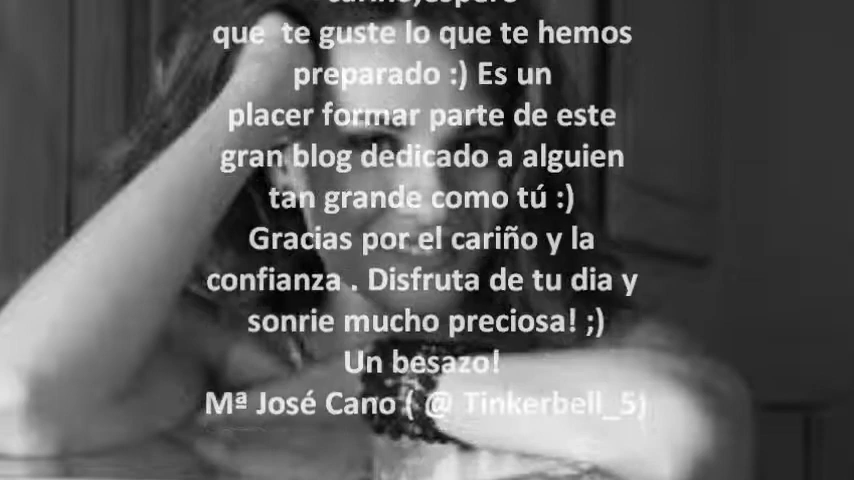 cariño,espero
que te guste lo que te hemos
preparado :) Es un
placer formar parte de este
gran blog dedicado a alguien
tan grande como tú :)
Gracias por el cariño y la
confianza . Disfruta de tu dia y
sonrie mucho preciosa! ;)
Un besazo!
Mª José Cano ( @ Tinkerbell_5)